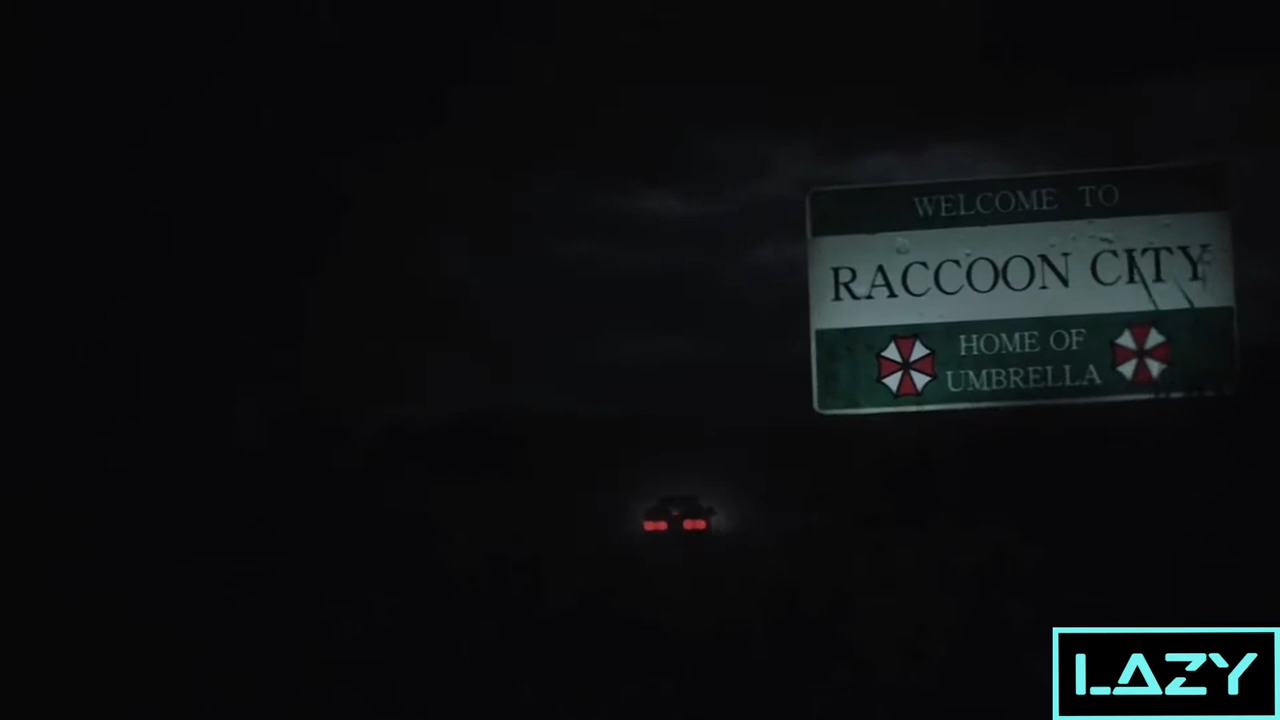 WELCOME TO
RACCOON CITY
HOME OF
UMBRELLA
LAZY